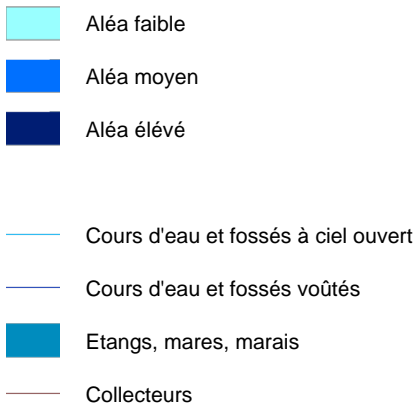 Aléa faible
Aléa moyen
Aléa élévé
Cours d'eau et fossés à ciel ouvert
Cours d'eau et fossés voûtés
Etangs, mares, marais
Collecteurs